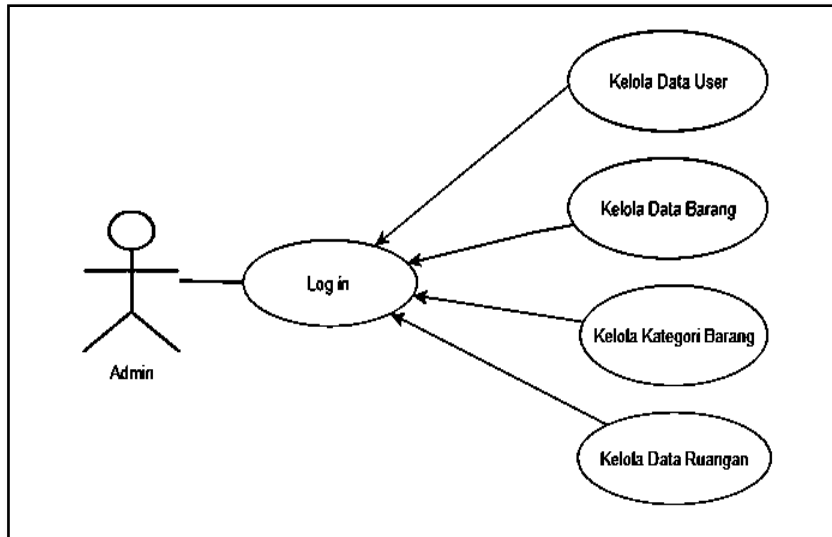 Kelola Data User
Kelola Data Barang
Log in
Kelola Kategori Barang
Admin
Kelola Data Ruangan